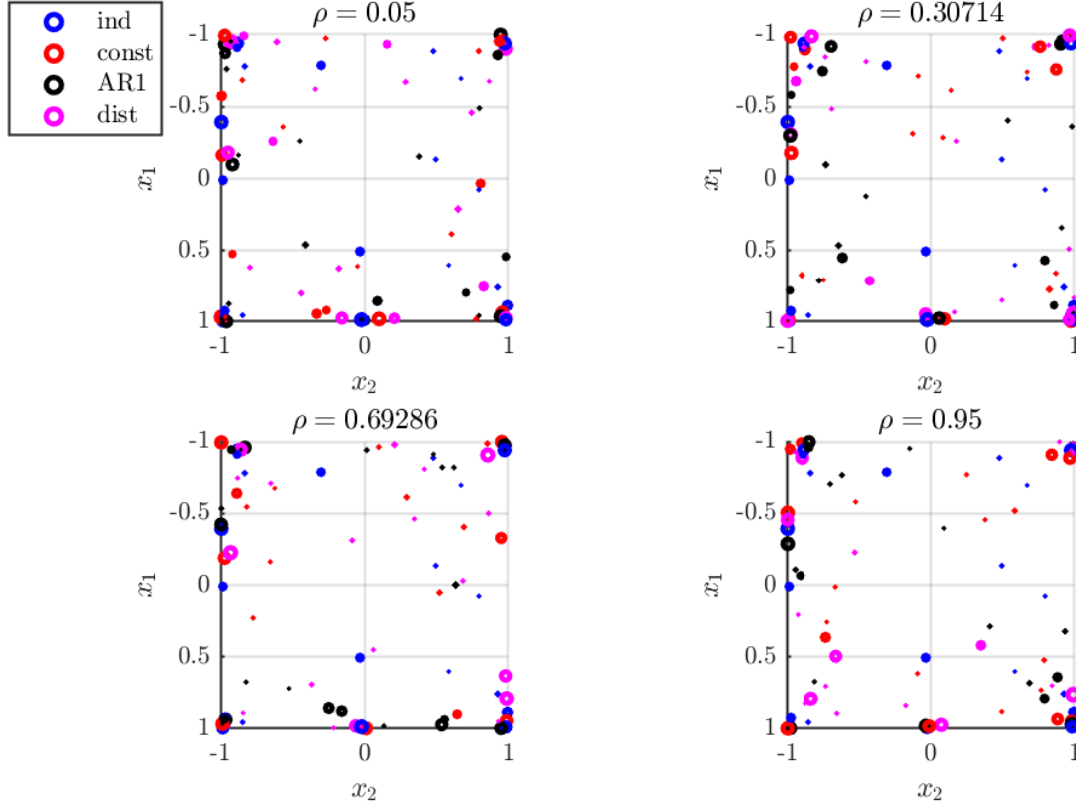 ind
const
AR1
dist
ρ = 0.05
-1
-0.5
0
0.5
1
x₁
-1
0
1
x₂
ρ = 0.30714
-1
-0.5
0
0.5
1
x₁
-1
0
1
x₂
ρ = 0.69286
-1
-0.5
0
0.5
1
x₁
-1
0
1
x₂
ρ = 0.95
-1
-0.5
0
0.5
1
x₁
-1
0
1
x₂